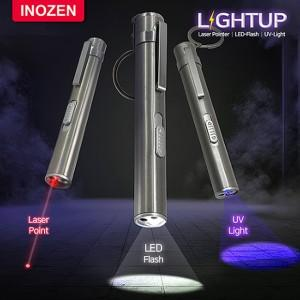 INOZEN
LIGHTUP
Laser Pointer | LED-Flash | UV-Light
Laser
Point
LED
Flash
UV
Light